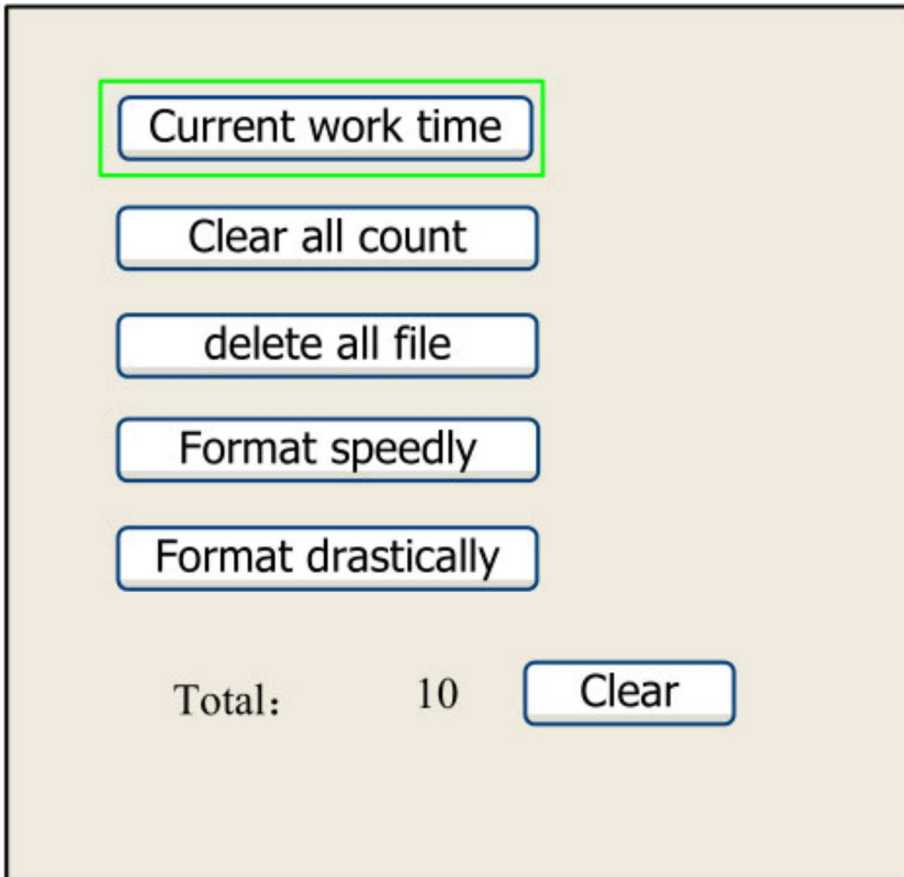 Current work time
Clear all count
delete all file
Format speedly
Format drastically
Total： 10 Clear